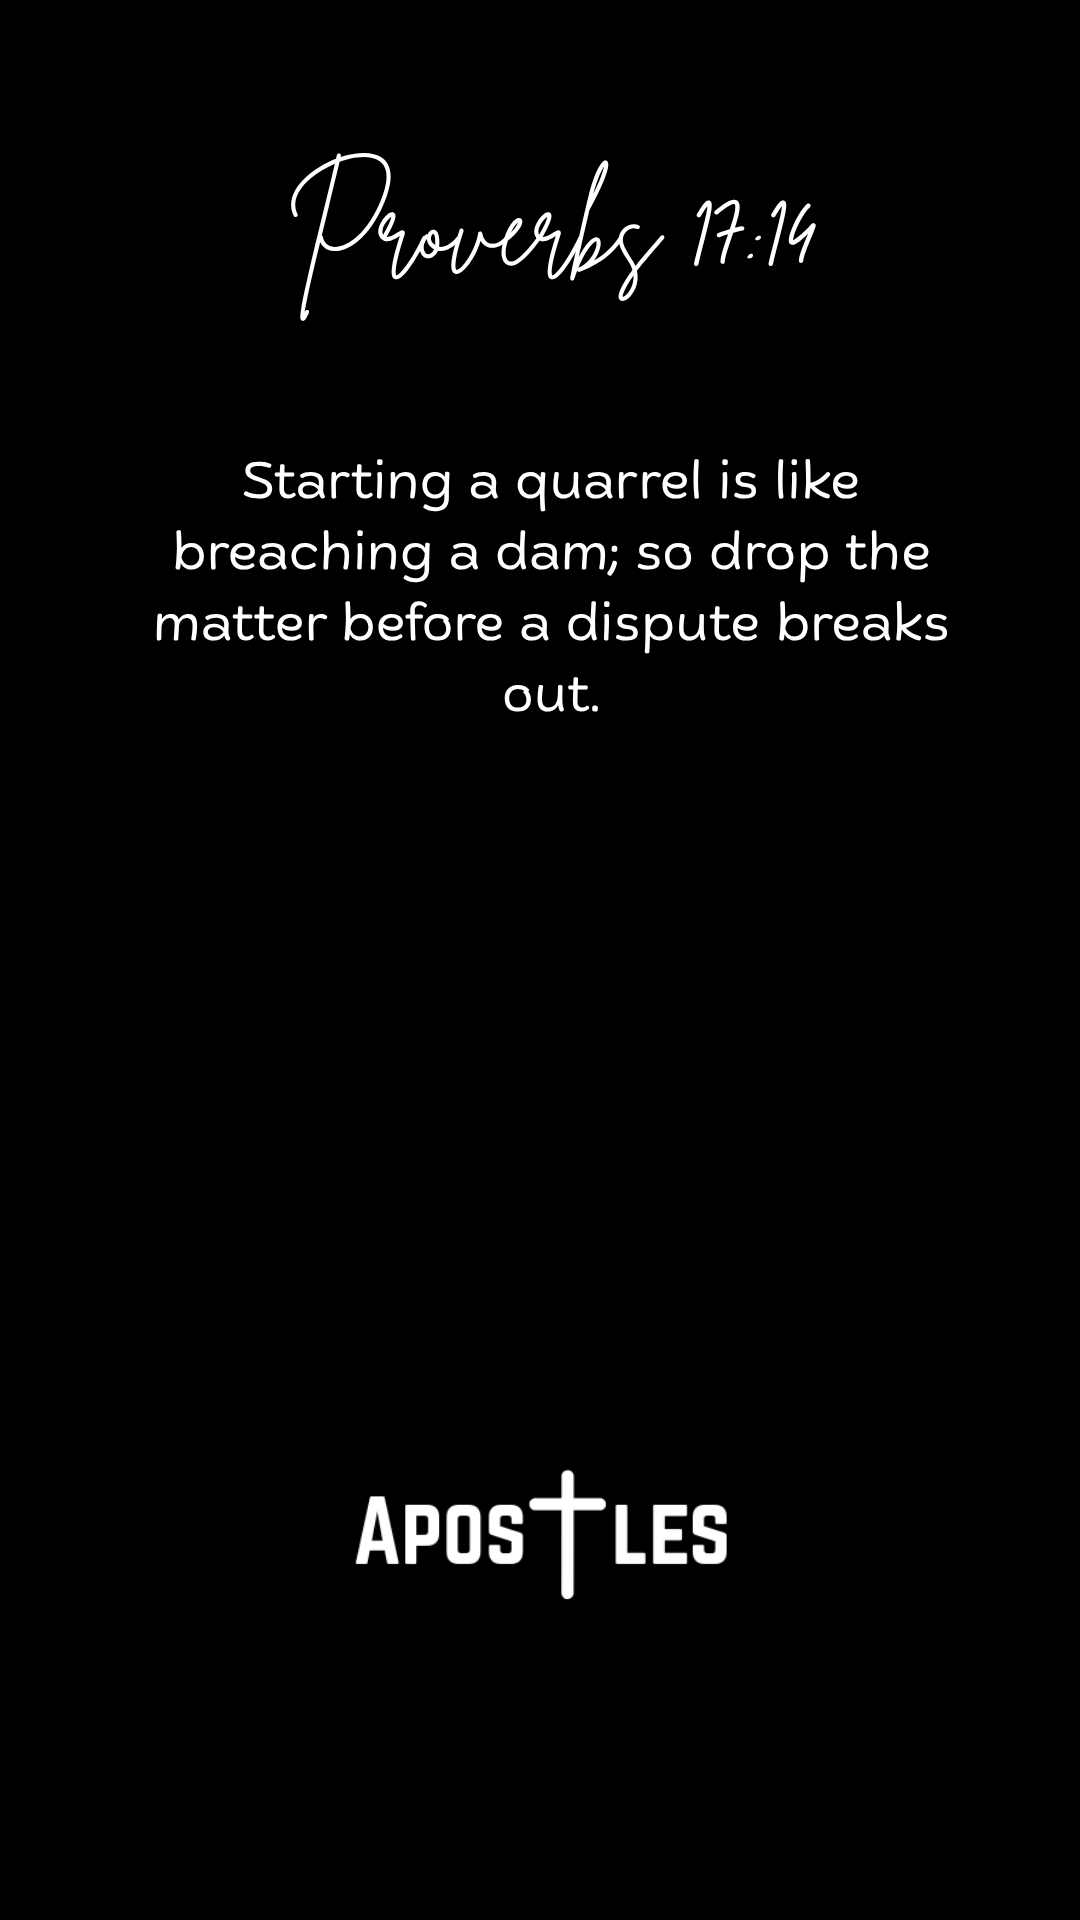 Proverbs 17:14
Starting a quarrel is like
breaching a dam; so drop the
matter before a dispute breaks
out.
APOSTLES